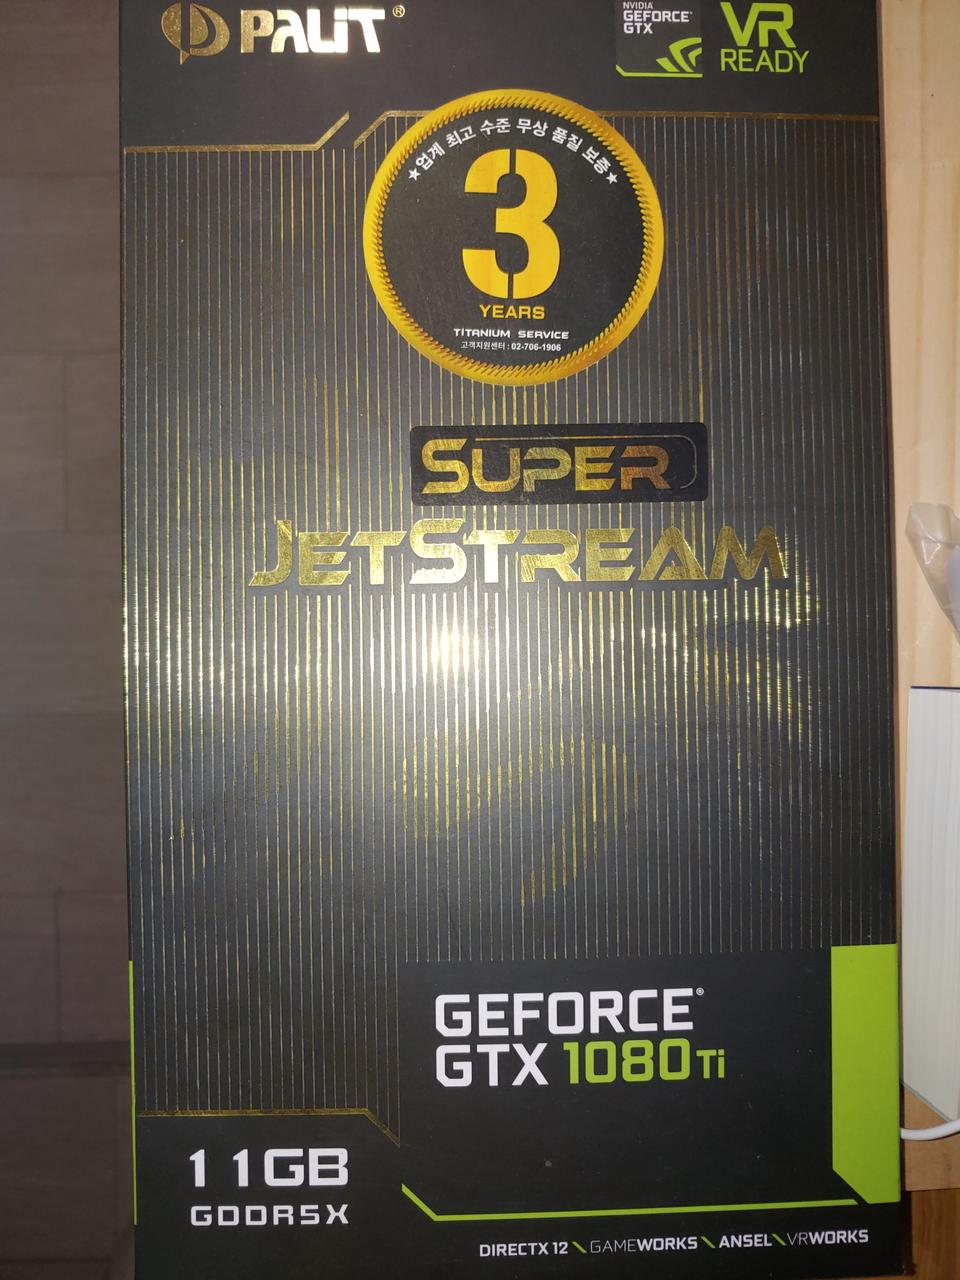 PALiT®
NVIDIA
GEFORCE®
GTX
VR
READY
★업계 최고 수준 무상 품질 보증★
3
YEARS
TITANIUM SERVICE
고객지원센터 : 02-706-1906
SUPER
JETSTREAM
GEFORCE®
GTX 1080 Ti
11GB
GDDR5X
DIRECTX 12 \ GAMEWORKS \ ANSEL \ VRWORKS